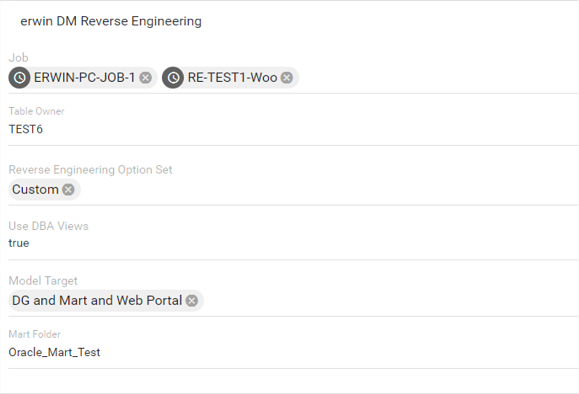 erwin DM Reverse Engineering
Job
ERWIN-PC-JOB-1 RE-TEST1-Woo
Table Owner
TEST6
Reverse Engineering Option Set
Custom
Use DBA Views
true
Model Target
DG and Mart and Web Portal
Mart Folder
Oracle_Mart_Test